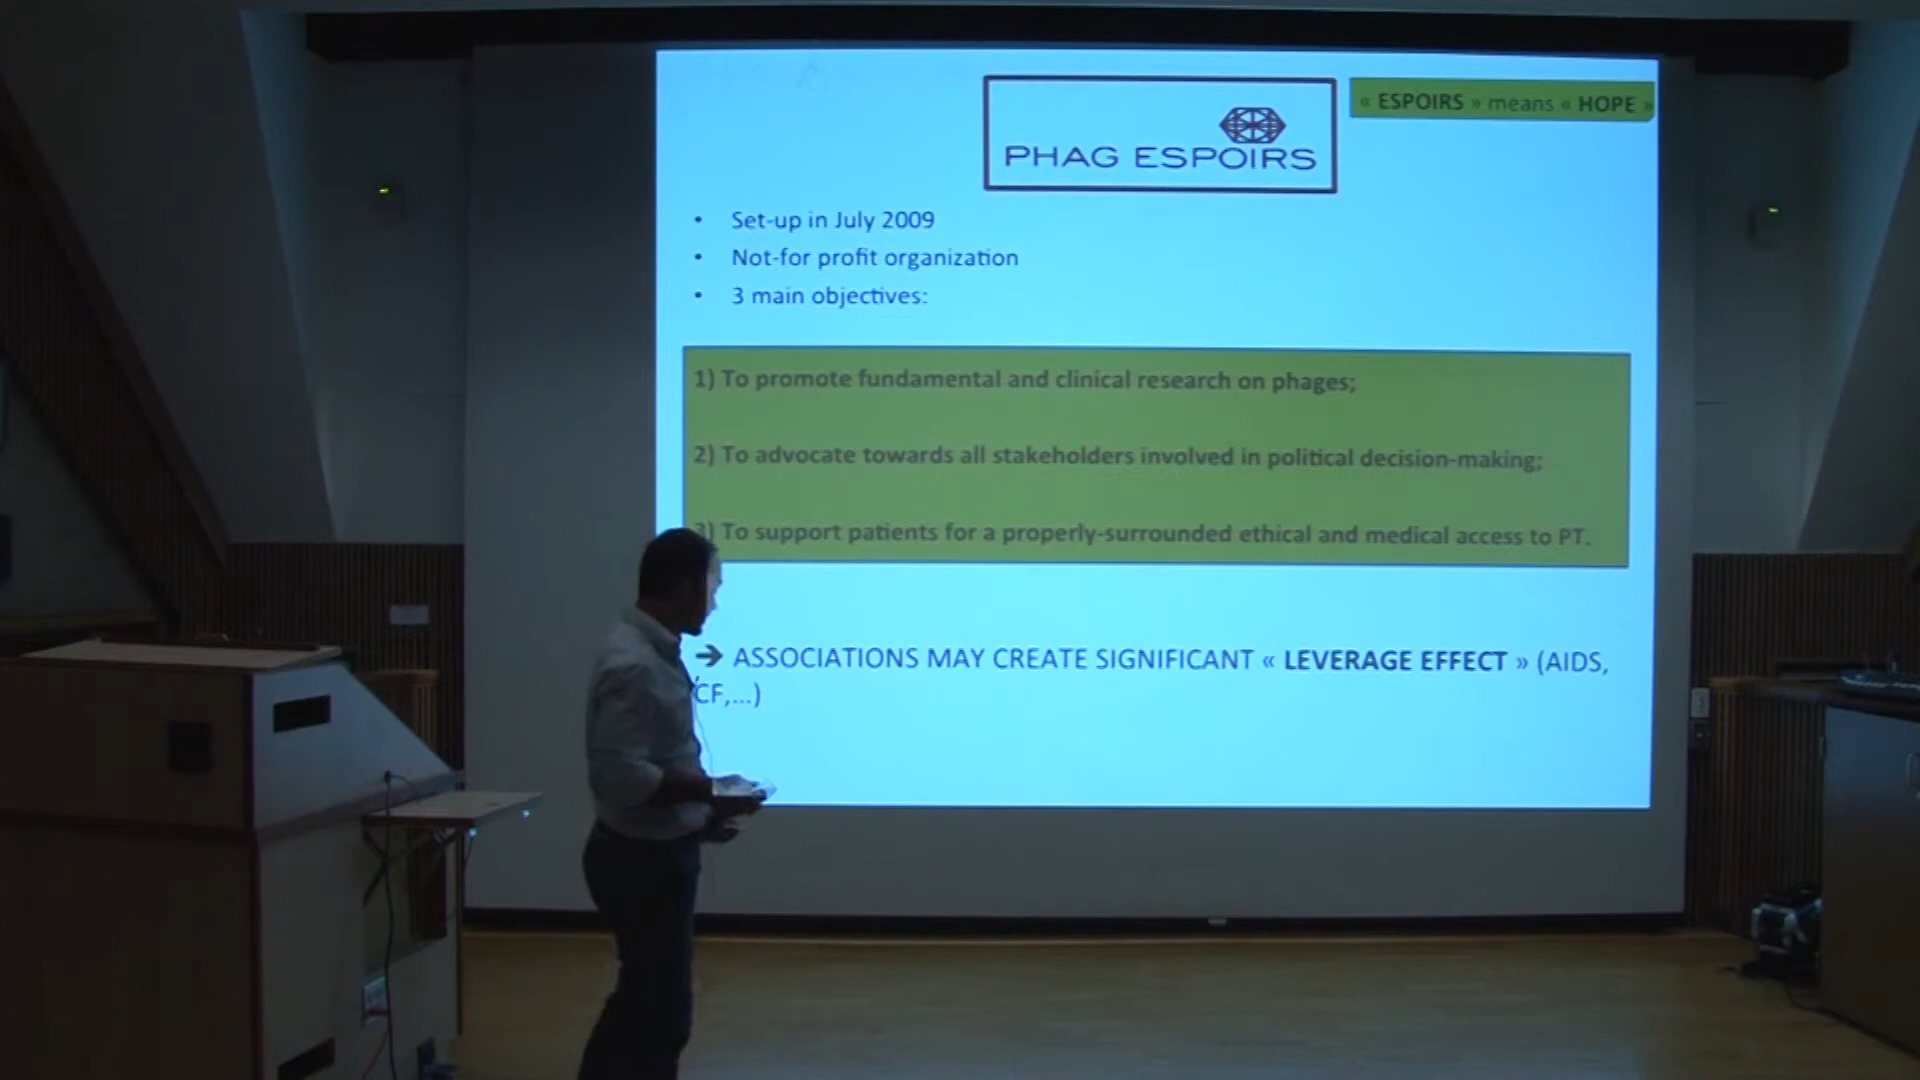 « ESPOIRS » means « HOPE »
PHAG ESPOIRS
• Set-up in July 2009
• Not-for profit organization
• 3 main objectives:
1) To promote fundamental and clinical research on phages;
2) To advocate towards all stakeholders involved in political decision-making;
3) To support patients for a properly-surrounded ethical and medical access to PT.
➔ ASSOCIATIONS MAY CREATE SIGNIFICANT « LEVERAGE EFFECT » (AIDS,
CF,...)